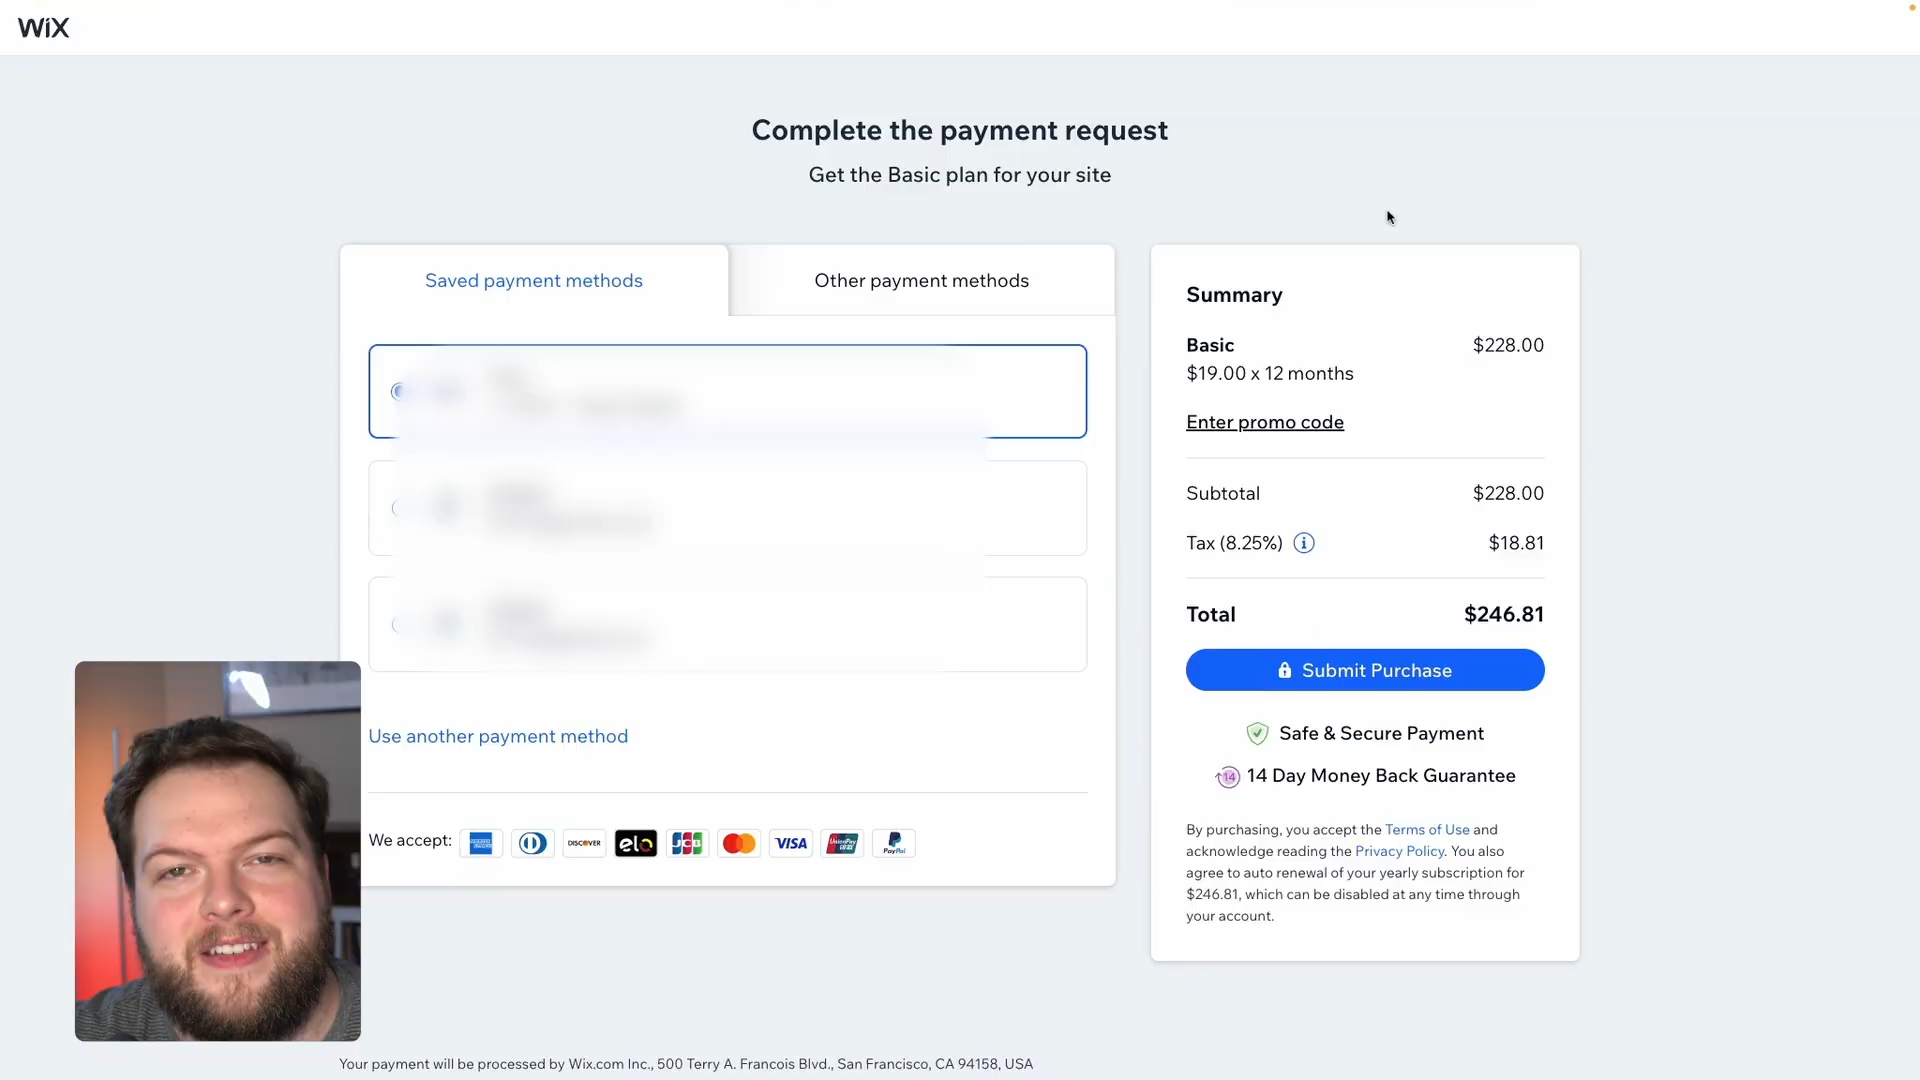 WiX
Complete the payment request
Get the Basic plan for your site
Saved payment methods
Other payment methods
Use another payment method
We accept:
DISCOVER
elo
JCB
VISA
UnionPay
PayPal
Summary
Basic $228.00
$19.00 x 12 months
Enter promo code
Subtotal $228.00
Tax (8.25%) $18.81
Total $246.81
Submit Purchase
Safe & Secure Payment
14 14 Day Money Back Guarantee
By purchasing, you accept the Terms of Use and
acknowledge reading the Privacy Policy. You also
agree to auto renewal of your yearly subscription for
$246.81, which can be disabled at any time through
your account.
Your payment will be processed by Wix.com Inc., 500 Terry A. Francois Blvd., San Francisco, CA 94158, USA